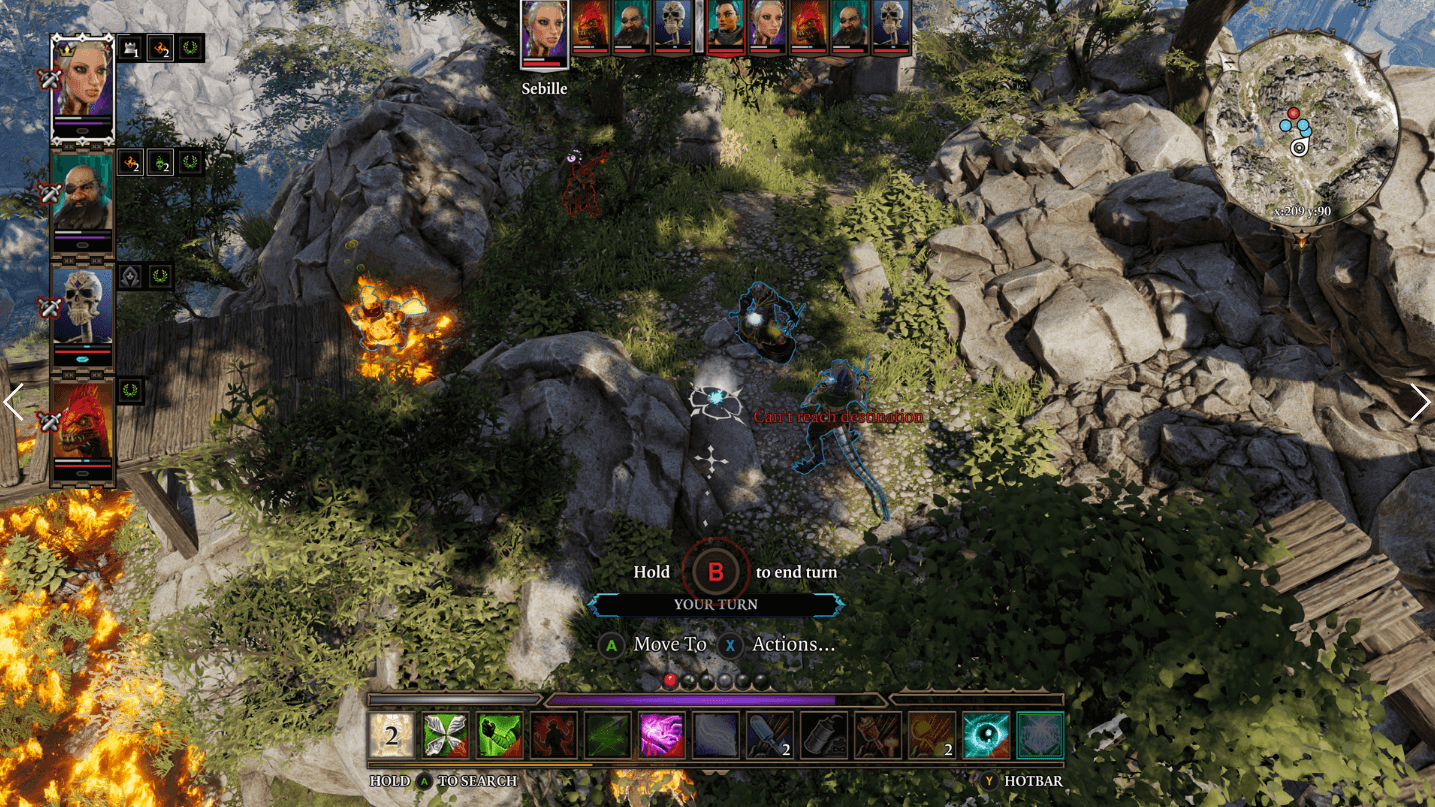 Sebille
1
2
2
2
x:209 y:90
Can't reach destination
Hold B to end turn
YOUR TURN
A Move To X Actions...
2
2
2
HOLD A TO SEARCH
Y HOTBAR